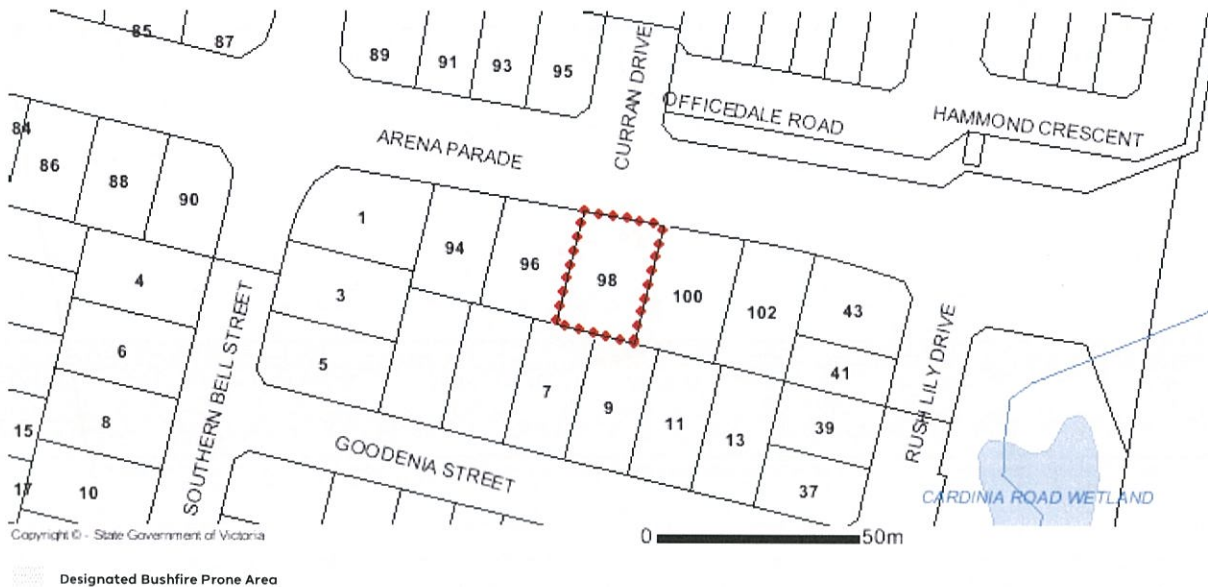 85
87
89
91
93
95
CURRAN DRIVE
OFFICEDALE ROAD
HAMMOND CRESCENT
ARENA PARADE
84
86
88
90
1
94
96
98
100
102
43
3
4
41
5
6
7
9
11
13
39
37
8
15
17
10
SOUTHERN BELL STREET
GOODENIA STREET
RUSH LILY DRIVE
CARDINIA ROAD WETLAND
Copyright © - State Government of Victoria
0 50m
Designated Bushfire Prone Area